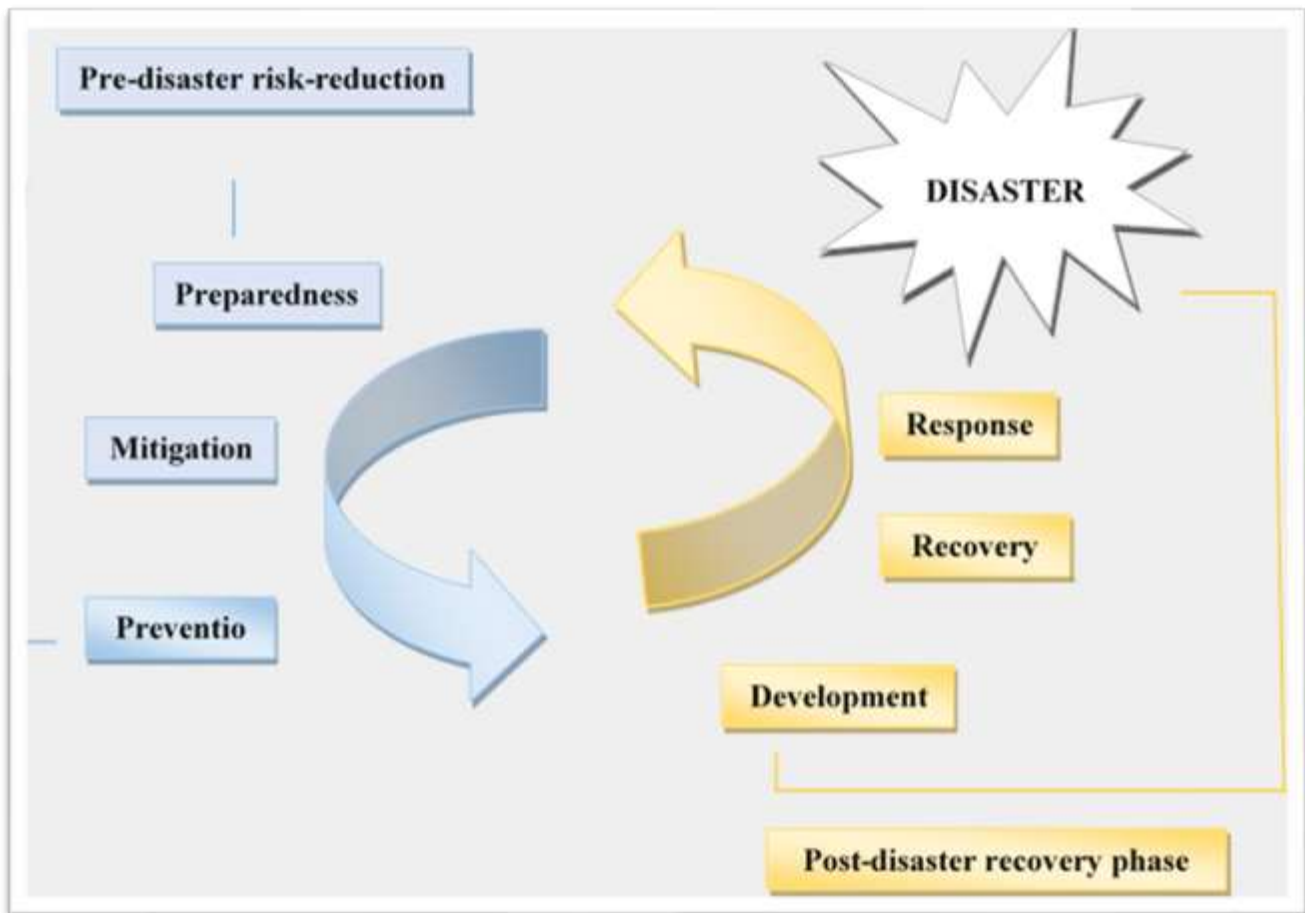 Pre-disaster risk-reduction
DISASTER
Preparedness
Response
Mitigation
Recovery
Preventio
Development
Post-disaster recovery phase